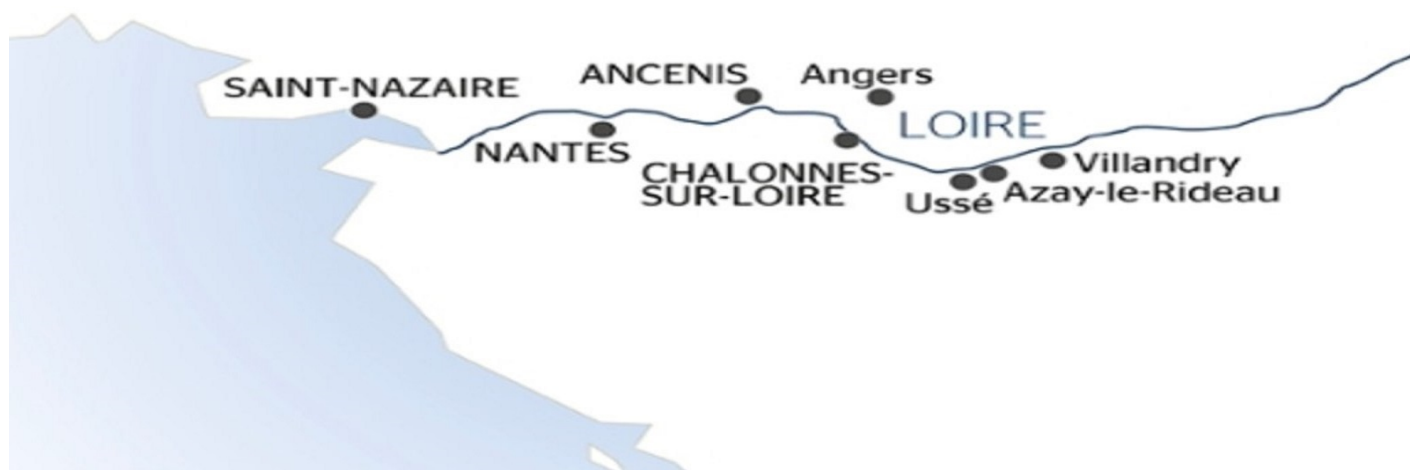 SAINT-NAZAIRE
ANCENIS
Angers
LOIRE
NANTES
CHALONNES-
SUR-LOIRE
Villandry
Azay-le-Rideau
Ussé